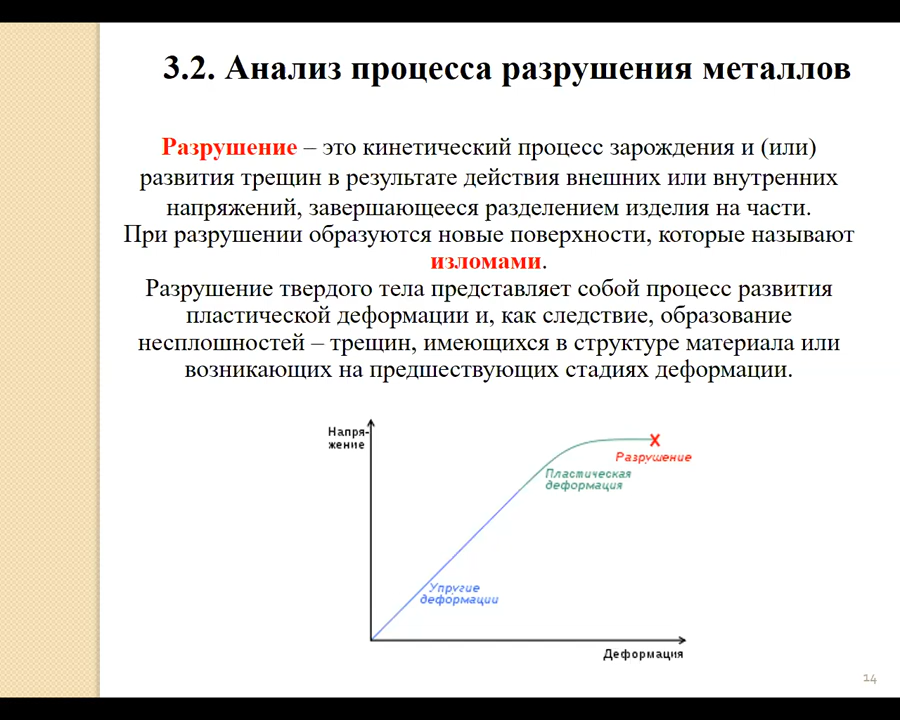 3.2. Анализ процесса разрушения металлов
Разрушение – это кинетический процесс зарождения и (или)
развития трещин в результате действия внешних или внутренних
напряжений, завершающееся разделением изделия на части.
При разрушении образуются новые поверхности, которые называют
изломами.
Разрушение твердого тела представляет собой процесс развития
пластической деформации и, как следствие, образование
несплошностей – трещин, имеющихся в структуре материала или
возникающих на предшествующих стадиях деформации.
Напря-
жение
X
Разрушение
Пластическая
деформация
Упругие
деформации
Деформация
14